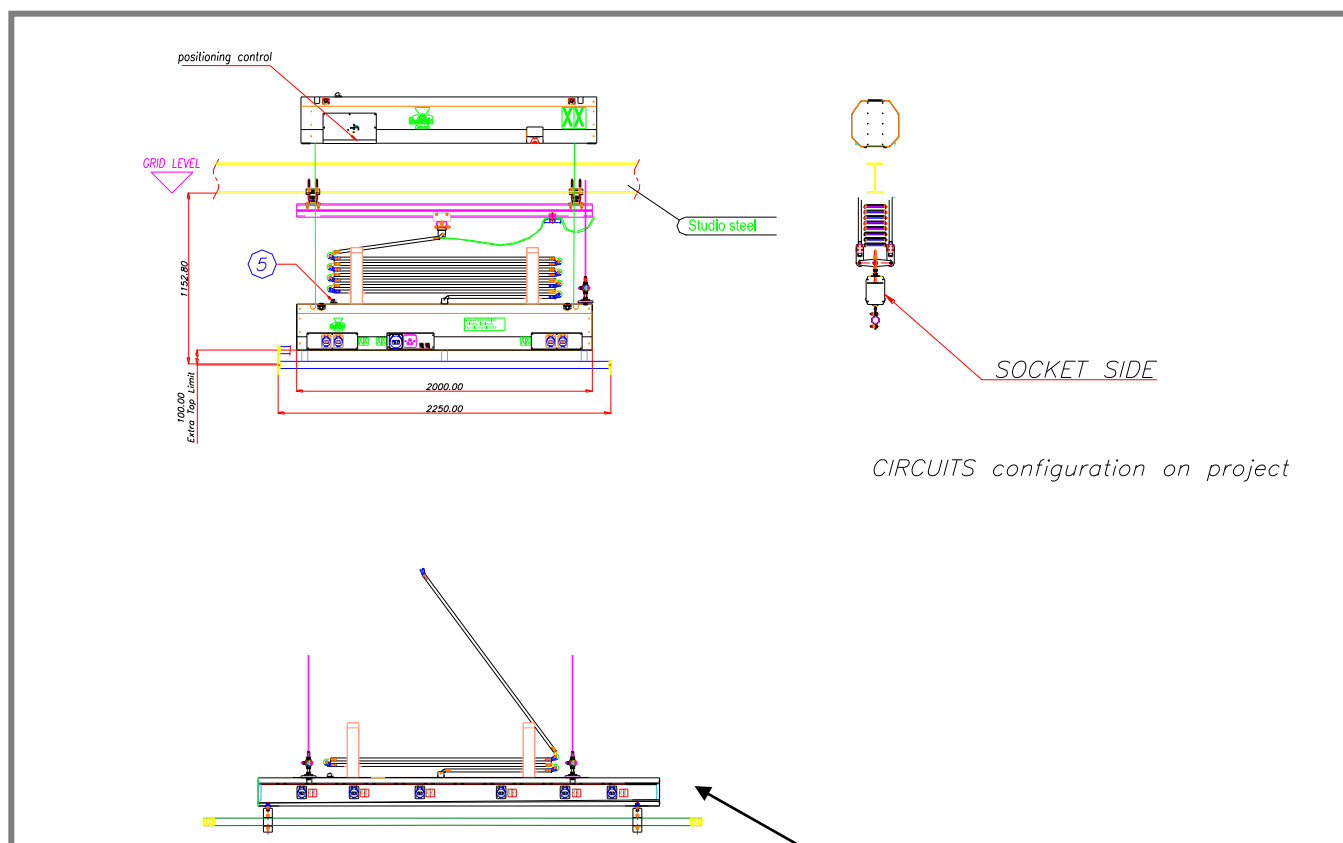 positioning control
XX
GRID LEVEL
Studio steel
5
1152.80
SOCKET SIDE
2000.00
2250.00
100.00
Extra Top Limit
CIRCUITS configuration on project